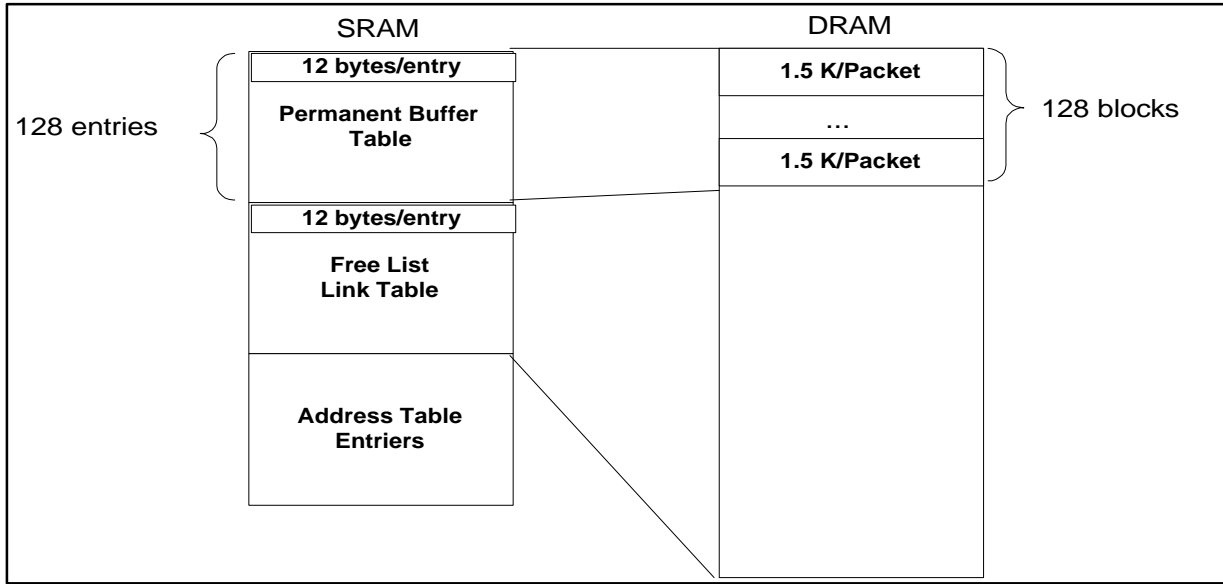 SRAM
DRAM
12 bytes/entry
Permanent Buffer
Table
128 entries
12 bytes/entry
Free List
Link Table
Address Table
Entriers
1.5 K/Packet
...
1.5 K/Packet
128 blocks